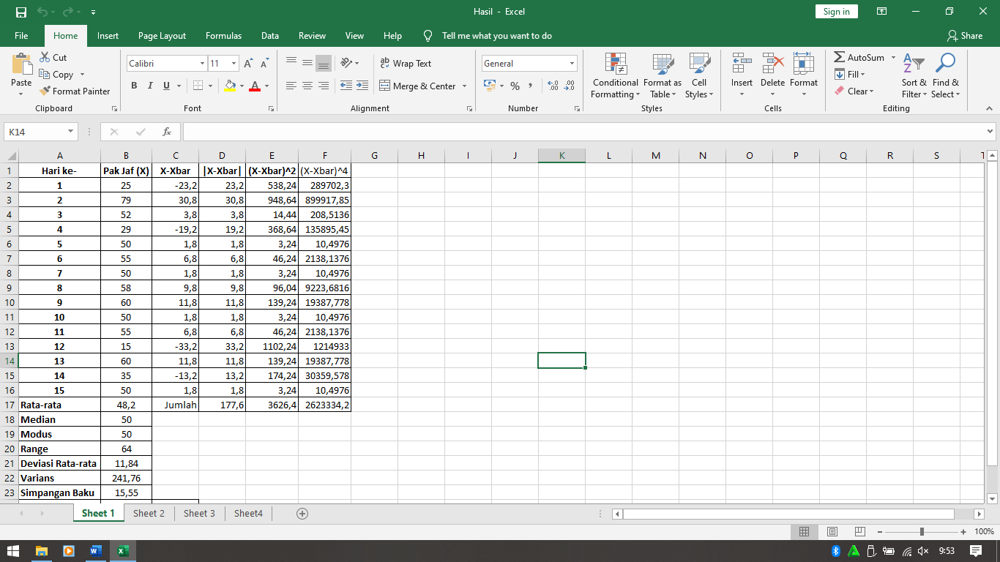 Hasil - Excel
Sign in
File Home Insert Page Layout Formulas Data Review View Help Tell me what you want to do Share
Paste Cut Copy Format Painter Clipboard
Calibri 11 A A B I U A Font
Wrap Text Merge & Center Alignment
General % , Number
Conditional Formatting Format as Table Cell Styles Styles
Insert Delete Format Cells
AutoSum Fill Clear Sort & Filter Find & Select Editing
K14 fx
A B C D E F G H I J K L M N O P Q R S T
1 Hari ke- Pak Jaf (X) X-Xbar |X-Xbar| (X-Xbar)^2 (X-Xbar)^4
2 1 25 -23,2 23,2 538,24 289702,3
3 2 79 30,8 30,8 948,64 899917,85
4 3 52 3,8 3,8 14,44 208,5136
5 4 29 -19,2 19,2 368,64 135895,45
6 5 50 1,8 1,8 3,24 10,4976
7 6 55 6,8 6,8 46,24 2138,1376
8 7 50 1,8 1,8 3,24 10,4976
9 8 58 9,8 9,8 96,04 9223,6816
10 9 60 11,8 11,8 139,24 19387,778
11 10 50 1,8 1,8 3,24 10,4976
12 11 55 6,8 6,8 46,24 2138,1376
13 12 15 -33,2 33,2 1102,24 1214933
14 13 60 11,8 11,8 139,24 19387,778
15 14 35 -13,2 13,2 174,24 30359,578
16 15 50 1,8 1,8 3,24 10,4976
17 Rata-rata 48,2 Jumlah 177,6 3626,4 2623334,2
18 Median 50
19 Modus 50
20 Range 64
21 Deviasi Rata-rata 11,84
22 Varians 241,76
23 Simpangan Baku 15,55
Sheet 1 Sheet 2 Sheet 3 Sheet4
100%
9:53